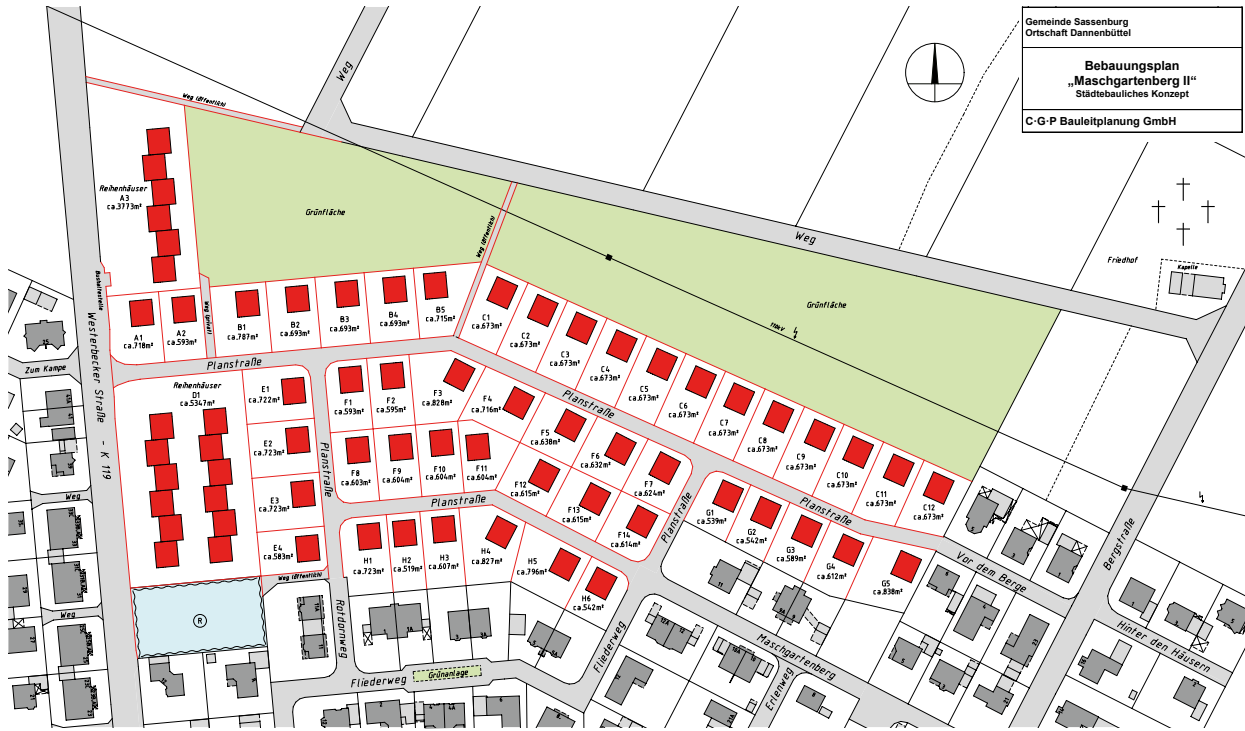 Gemeinde Sassenburg
Ortschaft Dannenbüttel
Bebauungsplan
„Maschgartenberg II“
Städtebauliches Konzept
C·G·P Bauleitplanung GmbH
Weg
Weg (öffentlich)
Reihenhäuser
A3
ca.3773m²
Grünfläche
Weg (öffentlich)
Weg
Friedhof
Kapelle
Grünfläche
110kV
Bushaltestelle
Weg (privat)
A1
ca.718m²
A2
ca.593m²
B1
ca.787m²
B2
ca.693m²
B3
ca.693m²
B4
ca.693m²
B5
ca.715m²
C1
ca.673m²
C2
ca.673m²
C3
ca.673m²
C4
ca.673m²
C5
ca.673m²
C6
ca.673m²
C7
ca.673m²
C8
ca.673m²
C9
ca.673m²
C10
ca.673m²
C11
ca.673m²
C12
ca.673m²
Zum Kampe
Westerbecker Straße - K 119
Planstraße
Planstraße
Planstraße
Planstraße
Planstraße
Planstraße
Reihenhäuser
D1
ca.5347m²
E1
ca.722m²
E2
ca.723m²
E3
ca.723m²
E4
ca.583m²
F1
ca.593m²
F2
ca.595m²
F3
ca.828m²
F4
ca.716m²
F5
ca.638m²
F6
ca.632m²
F7
ca.624m²
F8
ca.603m²
F9
ca.604m²
F10
ca.604m²
F11
ca.604m²
F12
ca.615m²
F13
ca.615m²
F14
ca.614m²
G1
ca.539m²
G2
ca.542m²
G3
ca.589m²
G4
ca.612m²
G5
ca.838m²
H1
ca.723m²
H2
ca.519m²
H3
ca.607m²
H4
ca.827m²
H5
ca.796m²
H6
ca.542m²
Weg
Weg
Weg (öffentlich)
R
Rotdornweg
Fliederweg
Grünanlage
Fliederweg
Maschgartenberg
Erlenweg
Vor dem Berge
Bergstraße
Hinter den Häusern